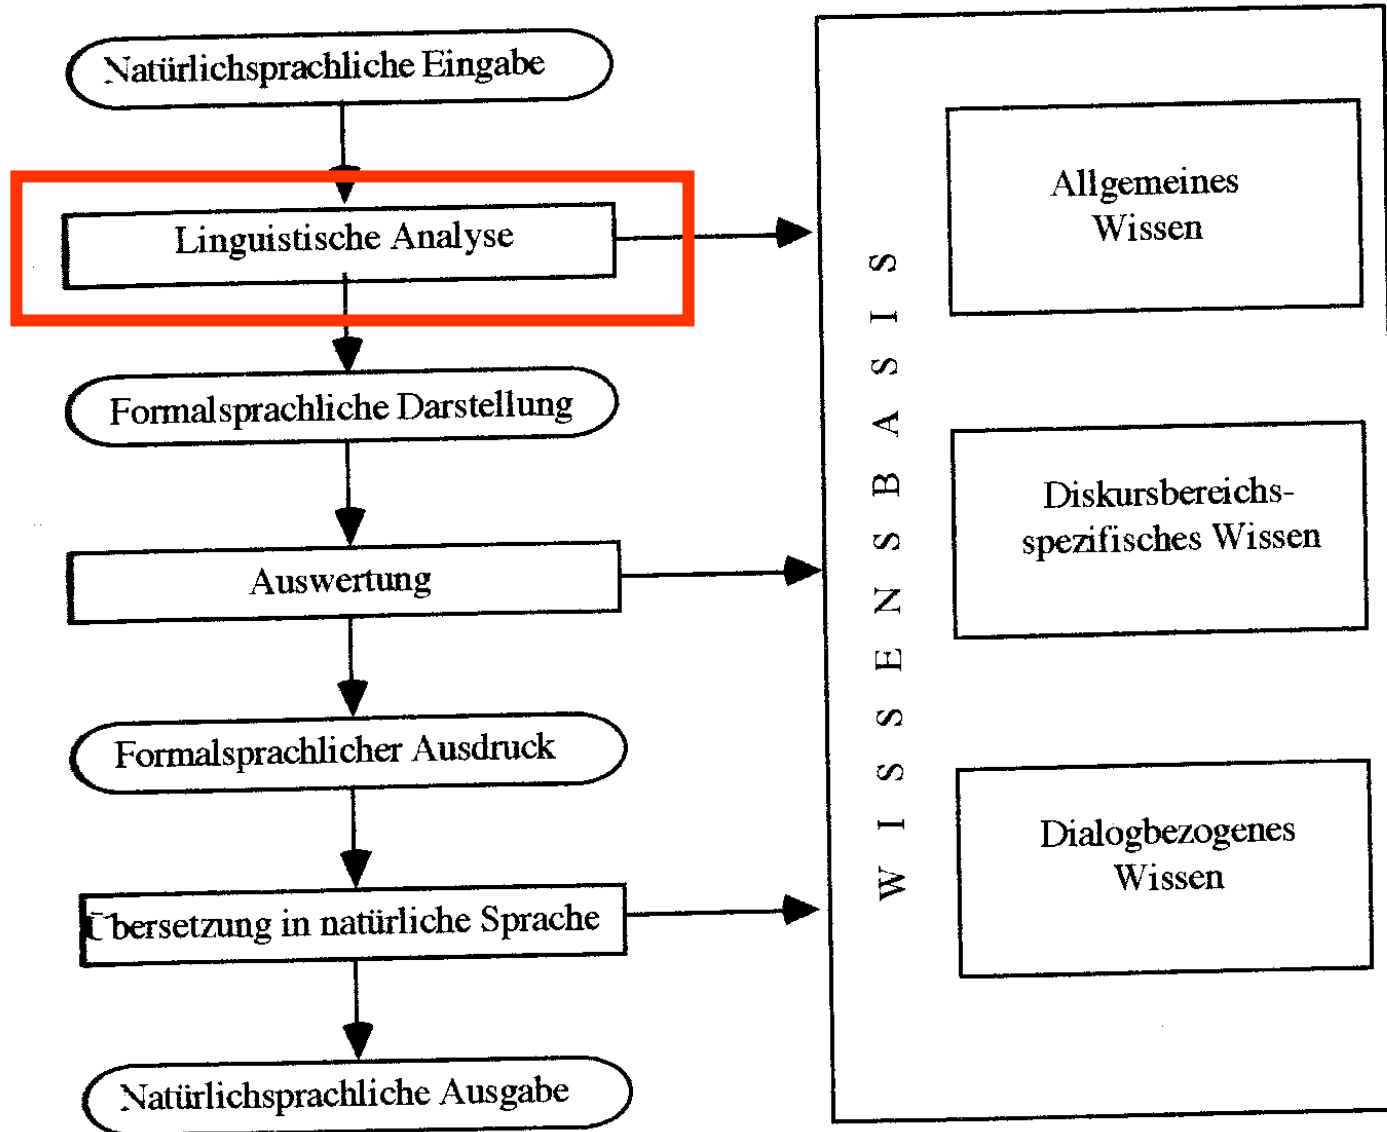 Natürlichsprachliche Eingabe
Linguistische Analyse
Formalsprachliche Darstellung
Auswertung
Formalsprachlicher Ausdruck
Übersetzung in natürliche Sprache
Natürlichsprachliche Ausgabe
WISSENSBASIS
Allgemeines
Wissen
Diskursbereichs-
spezifisches Wissen
Dialogbezogenes
Wissen